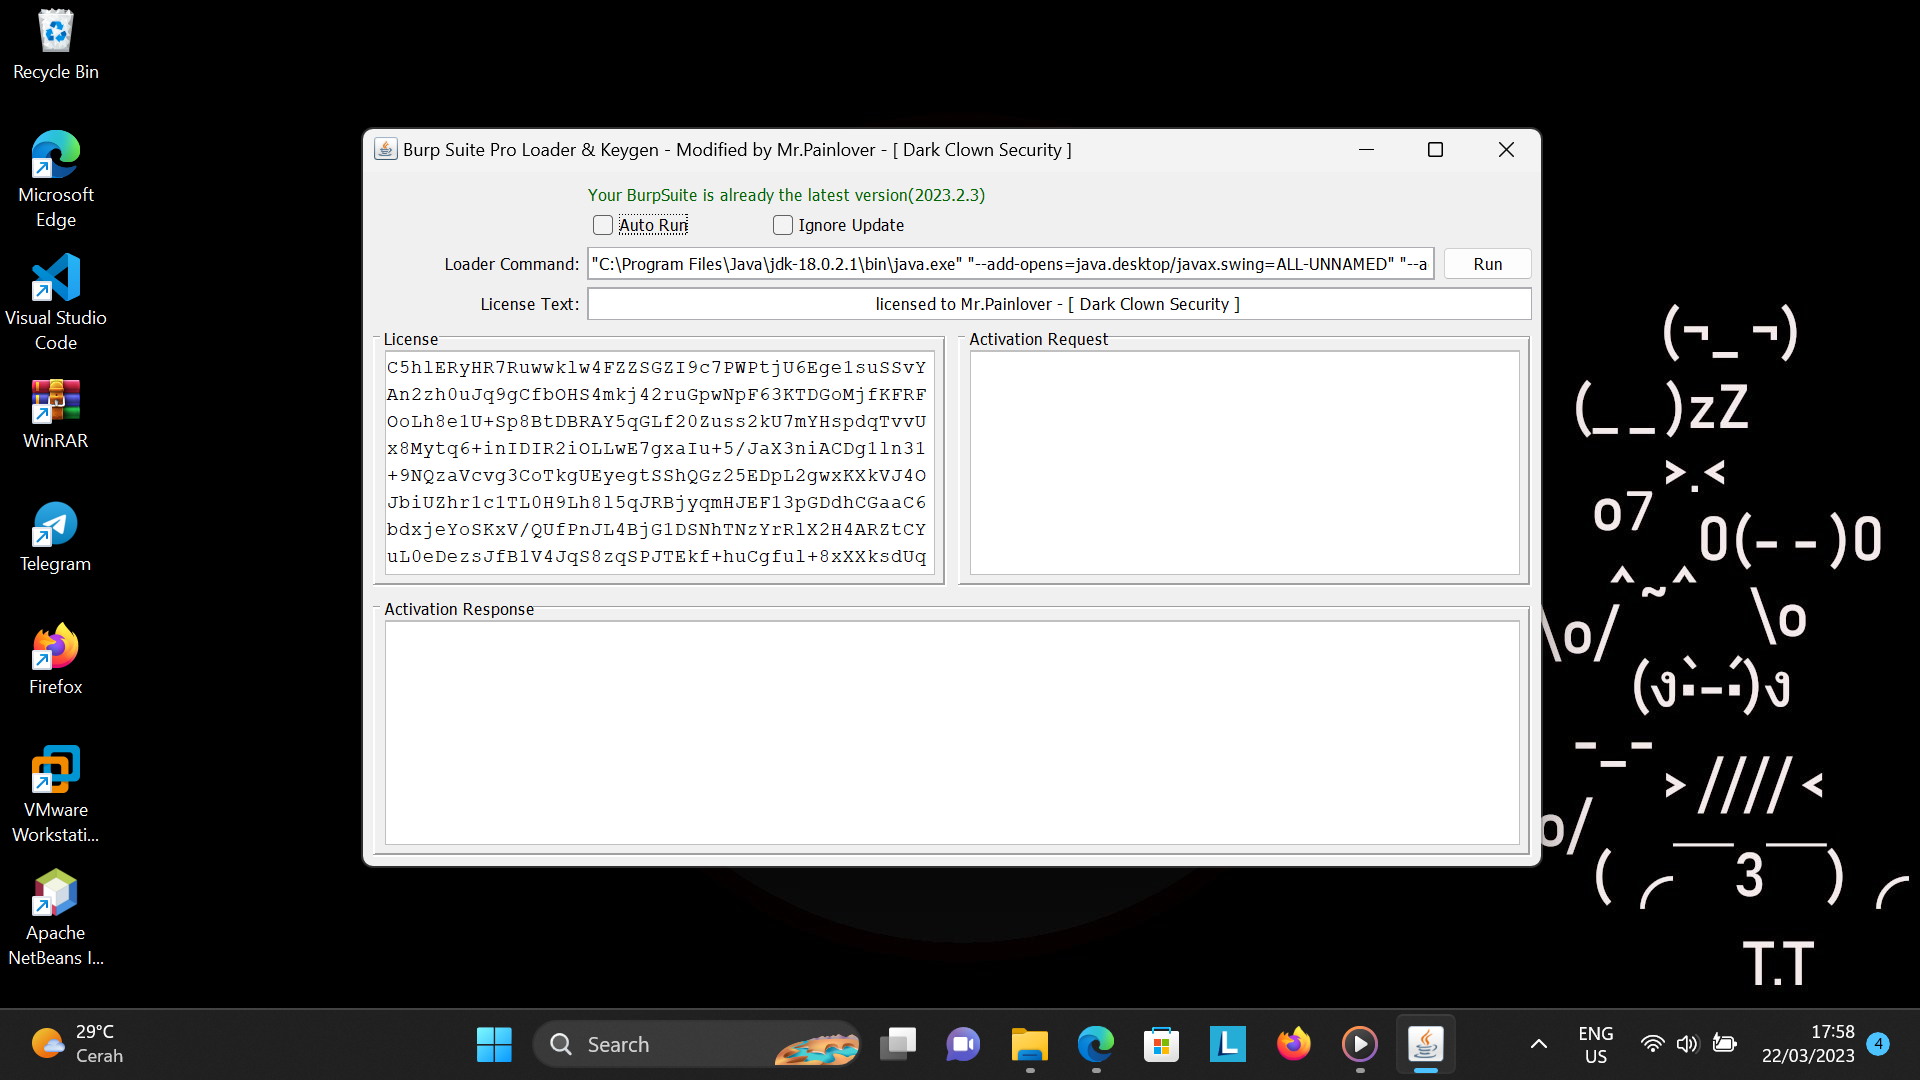 Recycle Bin
Microsoft
Edge
Visual Studio
Code
WinRAR
Telegram
Firefox
VMware
Workstati...
Apache
NetBeans I...
Burp Suite Pro Loader & Keygen - Modified by Mr.Painlover - [ Dark Clown Security ]
Your BurpSuite is already the latest version(2023.2.3)
Auto Run
Ignore Update
Loader Command:
"C:\Program Files\Java\jdk-18.0.2.1\bin\java.exe" "--add-opens=java.desktop/javax.swing=ALL-UNNAMED" "--a
Run
License Text:
licensed to Mr.Painlover - [ Dark Clown Security ]
License
C5hlERyHR7Ruwwklw4FZZSGZI9c7PWPtjU6Ege1suSSvY
An2zh0uJq9gCfbOHS4mkj42ruGpwNpF63KTDGoMjfKFRF
OoLh8e1U+Sp8BtDBRAY5qGLf20Zuss2kU7mYHspdqTvvU
x8Mytq6+inIDIR2iOLLwE7gxaIu+5/JaX3niACDg1ln31
+9NQzaVcvg3CoTkgUEyegtSShQGz25EDpL2gwxKXkVJ4O
JbiUZhr1c1TL0H9Lh8l5qJRBjyqmHJEF13pGDdhCGaaC6
bdxjeYoSKxV/QUfPnJL4BjG1DSNhTNzYrRlX2H4ARZtCY
uL0eDezsJfB1V4JqS8zqSPJTEkf+huCgful+8xXXksdUq
Activation Request
Activation Response
(¬_¬)
(_ _)zZ
>.<
o7
O(- -)O
^~^
\o/
\o
(ง•̀–•́)ง
-_-
>////<
o/
( ╭ ‾‾3‾‾ ) ╭
T.T
29°C
Cerah
Search
ENG
US
17:58
22/03/2023
4